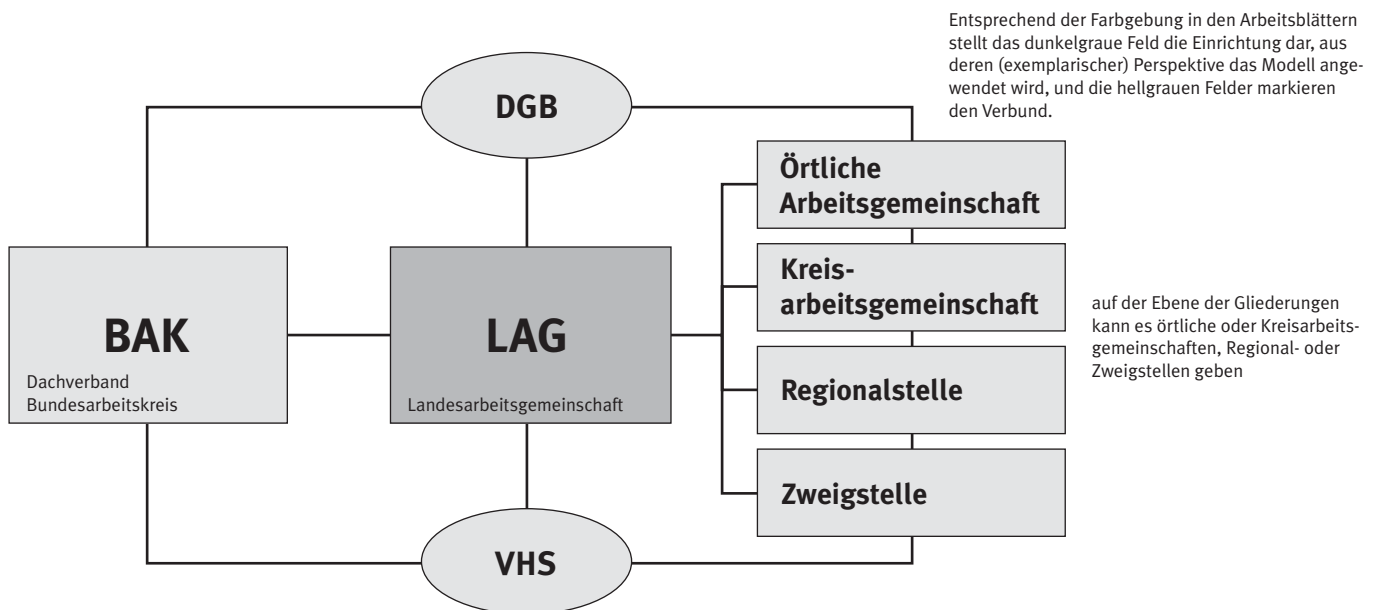 Entsprechend der Farbgebung in den Arbeitsblättern
stellt das dunkelgraue Feld die Einrichtung dar, aus
deren (exemplarischer) Perspektive das Modell ange-
wendet wird, und die hellgrauen Felder markieren
den Verbund.
DGB
Örtliche
Arbeitsgemeinschaft
Kreis-
arbeitsgemeinschaft
BAK
Dachverband
Bundesarbeitskreis
LAG
Landesarbeitsgemeinschaft
auf der Ebene der Gliederungen
kann es örtliche oder Kreisarbeits-
gemeinschaften, Regional- oder
Zweigstellen geben
Regionalstelle
Zweigstelle
VHS